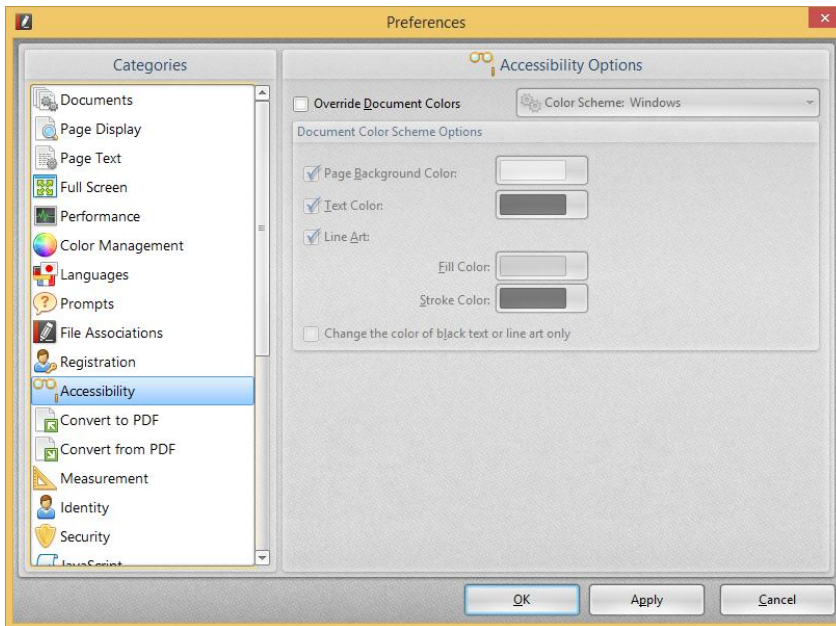 Preferences
Categories
Documents
Page Display
Page Text
Full Screen
Performance
Color Management
Languages
Prompts
File Associations
Registration
Accessibility
Convert to PDF
Convert from PDF
Measurement
Identity
Security
JavaScript
Accessibility Options
Override Document Colors
Color Scheme: Windows
Document Color Scheme Options
Page Background Color:
Text Color:
Line Art:
Fill Color:
Stroke Color:
Change the color of black text or line art only
OK
Apply
Cancel